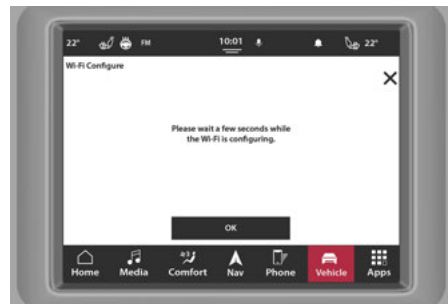 22° FM 10:01 22°
Wi-Fi Configure
Please wait a few seconds while
the Wi-Fi is configuring.
OK
Home Media Comfort Nav Phone Vehicle Apps